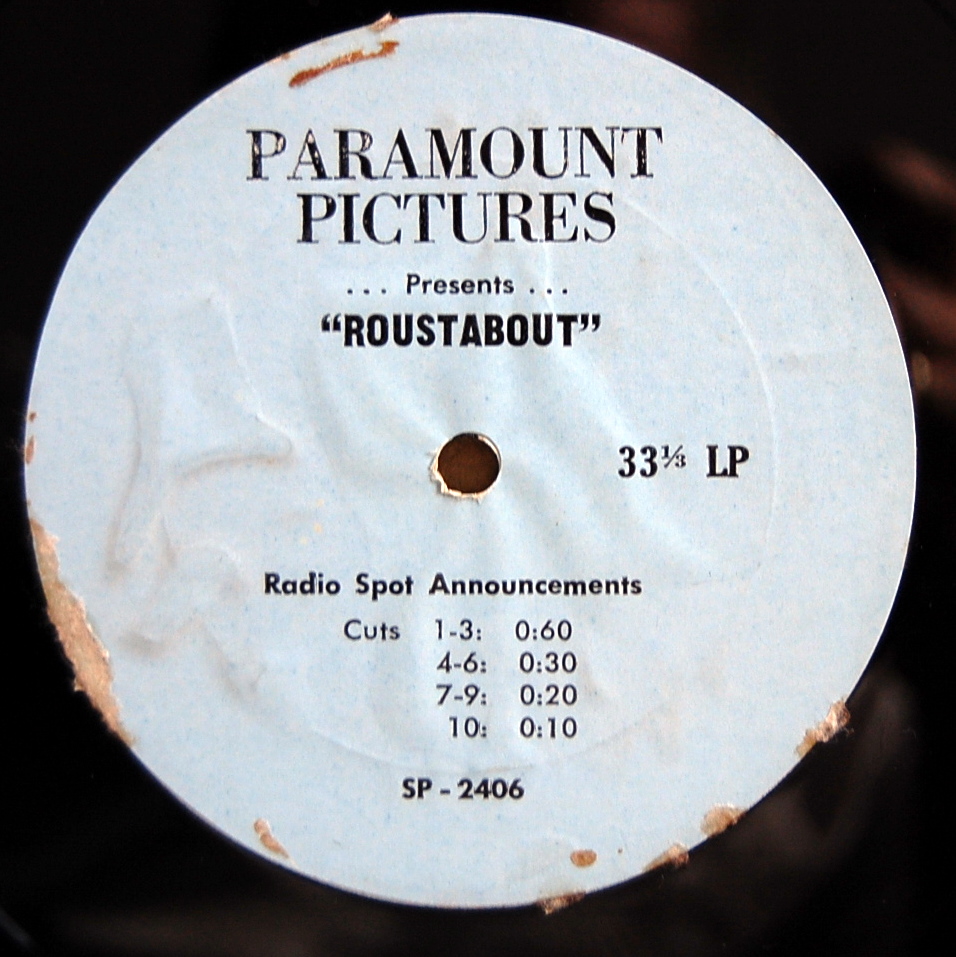 PARAMOUNT
PICTURES
... Presents ...
“ROUSTABOUT”
33⅓ LP
Radio Spot Announcements
Cuts 1-3: 0:60
4-6: 0:30
7-9: 0:20
10: 0:10
SP - 2406